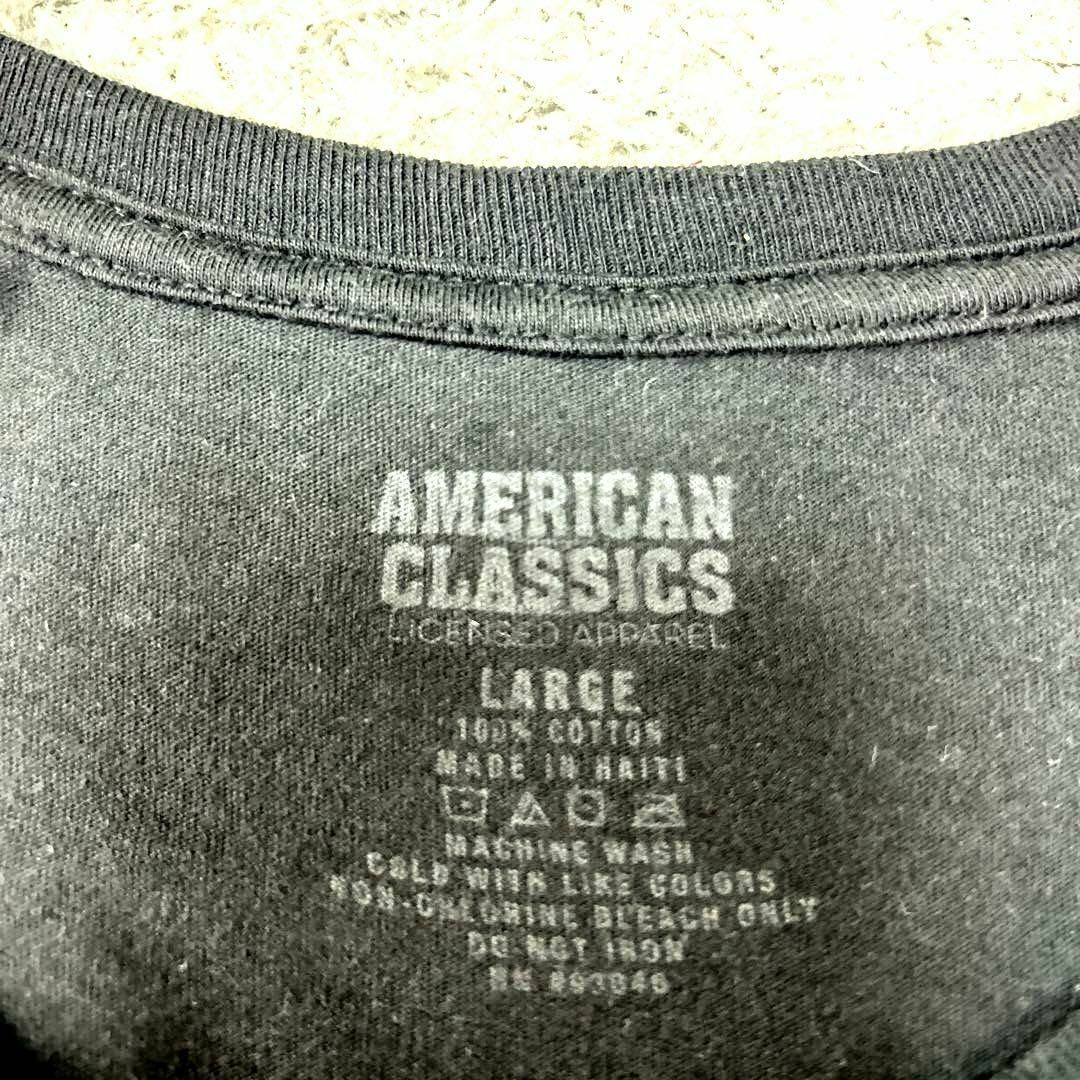 AMERICAN
CLASSICS
LICENSED APPAREL
LARGE
100% COTTON
MADE IN HAITI
MACHINE WASH
COLD WITH LIKE COLORS
NON-CHLORINE BLEACH ONLY
DO NOT IRON
RN